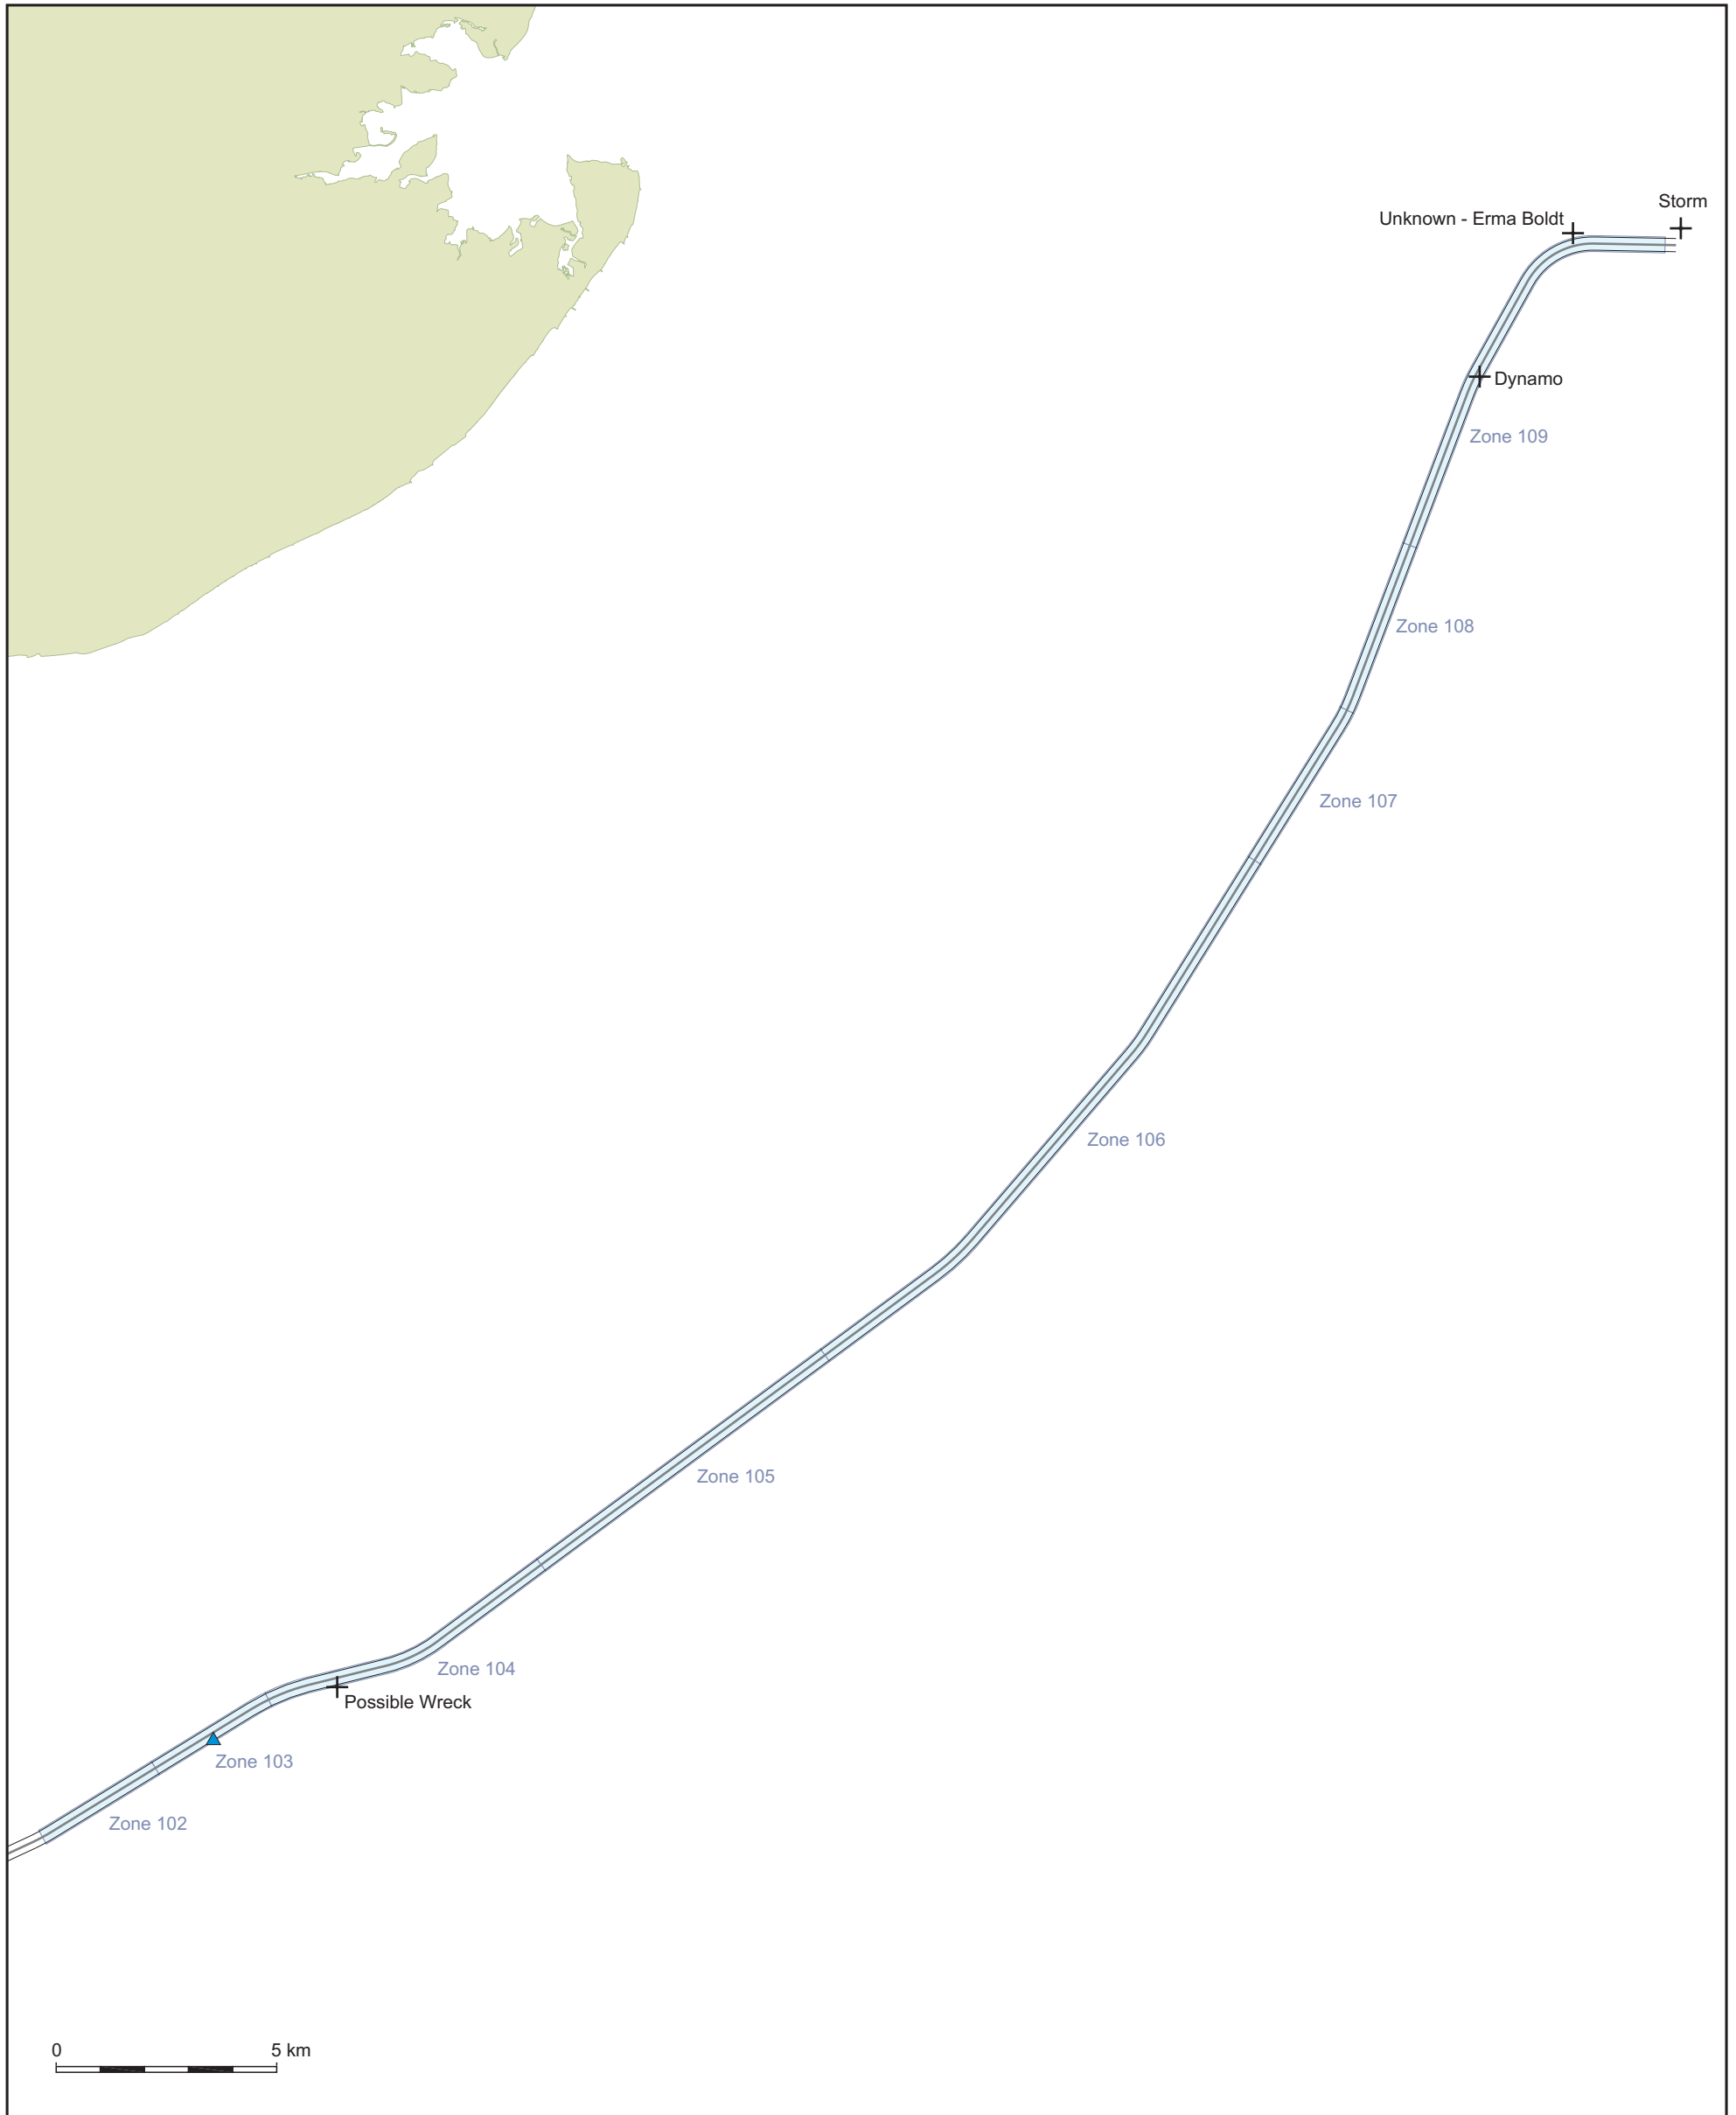 Storm
Unknown - Erma Boldt
Dynamo
Zone 109
Zone 108
Zone 107
Zone 106
Zone 105
Zone 104
Possible Wreck
Zone 103
Zone 102
0 5 km